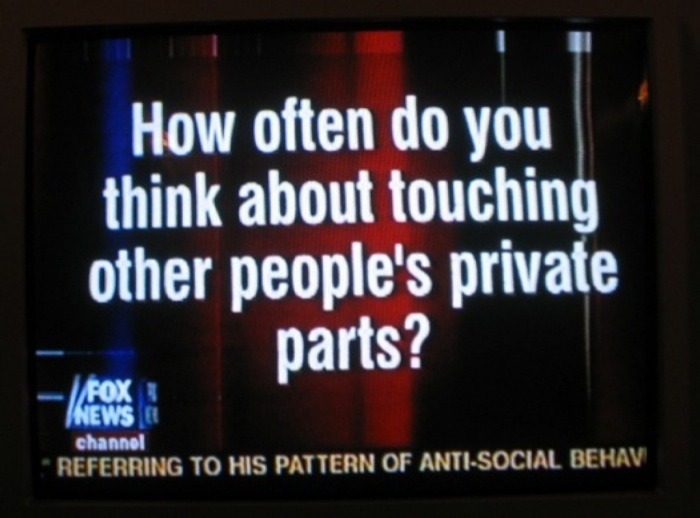 How often do you
think about touching
other people's private
parts?
FOX
NEWS
channel
REFERRING TO HIS PATTERN OF ANTI-SOCIAL BEHAV